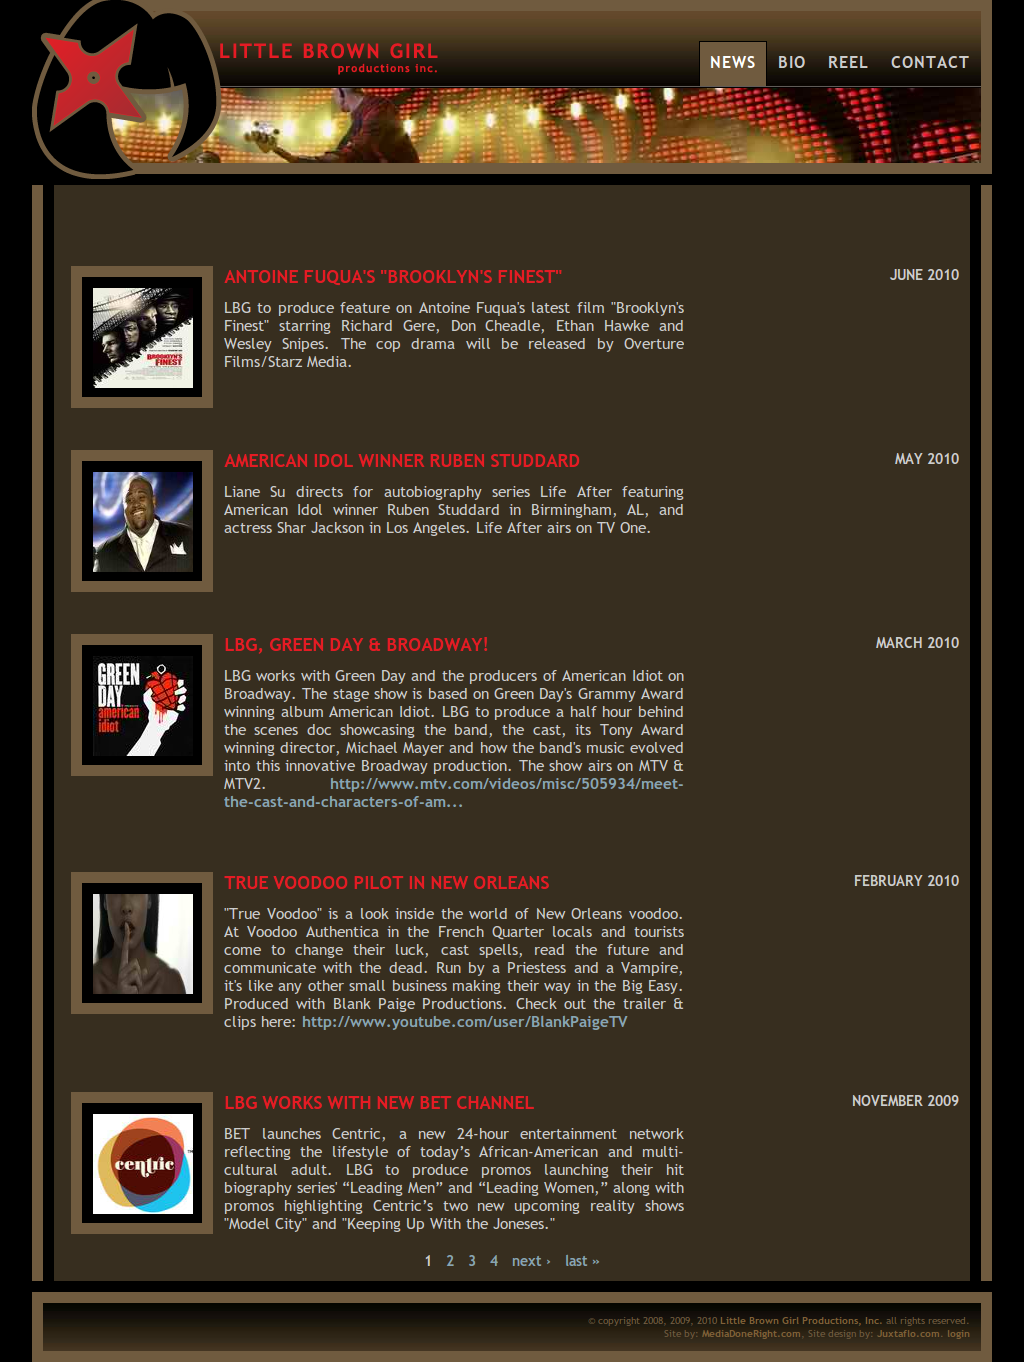 LITTLE BROWN GIRL
productions inc.
NEWS BIO REEL CONTACT
ANTOINE FUQUA'S "BROOKLYN'S FINEST"
JUNE 2010
BROOKLYN'S
FINEST
LBG to produce feature on Antoine Fuqua's latest film "Brooklyn's
Finest" starring Richard Gere, Don Cheadle, Ethan Hawke and
Wesley Snipes. The cop drama will be released by Overture
Films/Starz Media.
AMERICAN IDOL WINNER RUBEN STUDDARD
MAY 2010
Liane Su directs for autobiography series Life After featuring
American Idol winner Ruben Studdard in Birmingham, AL, and
actress Shar Jackson in Los Angeles. Life After airs on TV One.
LBG, GREEN DAY & BROADWAY!
MARCH 2010
GREEN
DAY
american
idiot
LBG works with Green Day and the producers of American Idiot on
Broadway. The stage show is based on Green Day's Grammy Award
winning album American Idiot. LBG to produce a half hour behind
the scenes doc showcasing the band, the cast, its Tony Award
winning director, Michael Mayer and how the band's music evolved
into this innovative Broadway production. The show airs on MTV &
MTV2. http://www.mtv.com/videos/misc/505934/meet-
the-cast-and-characters-of-am...
TRUE VOODOO PILOT IN NEW ORLEANS
FEBRUARY 2010
"True Voodoo" is a look inside the world of New Orleans voodoo.
At Voodoo Authentica in the French Quarter locals and tourists
come to change their luck, cast spells, read the future and
communicate with the dead. Run by a Priestess and a Vampire,
it's like any other small business making their way in the Big Easy.
Produced with Blank Paige Productions. Check out the trailer &
clips here: http://www.youtube.com/user/BlankPaigeTV
LBG WORKS WITH NEW BET CHANNEL
NOVEMBER 2009
centric
TM
BET launches Centric, a new 24-hour entertainment network
reflecting the lifestyle of today’s African-American and multi-
cultural adult. LBG to produce promos launching their hit
biography series' “Leading Men” and “Leading Women,” along with
promos highlighting Centric’s two new upcoming reality shows
"Model City" and "Keeping Up With the Joneses."
1 2 3 4 next › last »
© copyright 2008, 2009, 2010 Little Brown Girl Productions, Inc. all rights reserved.
Site by: MediaDoneRight.com, Site design by: Juxtaflo.com. login